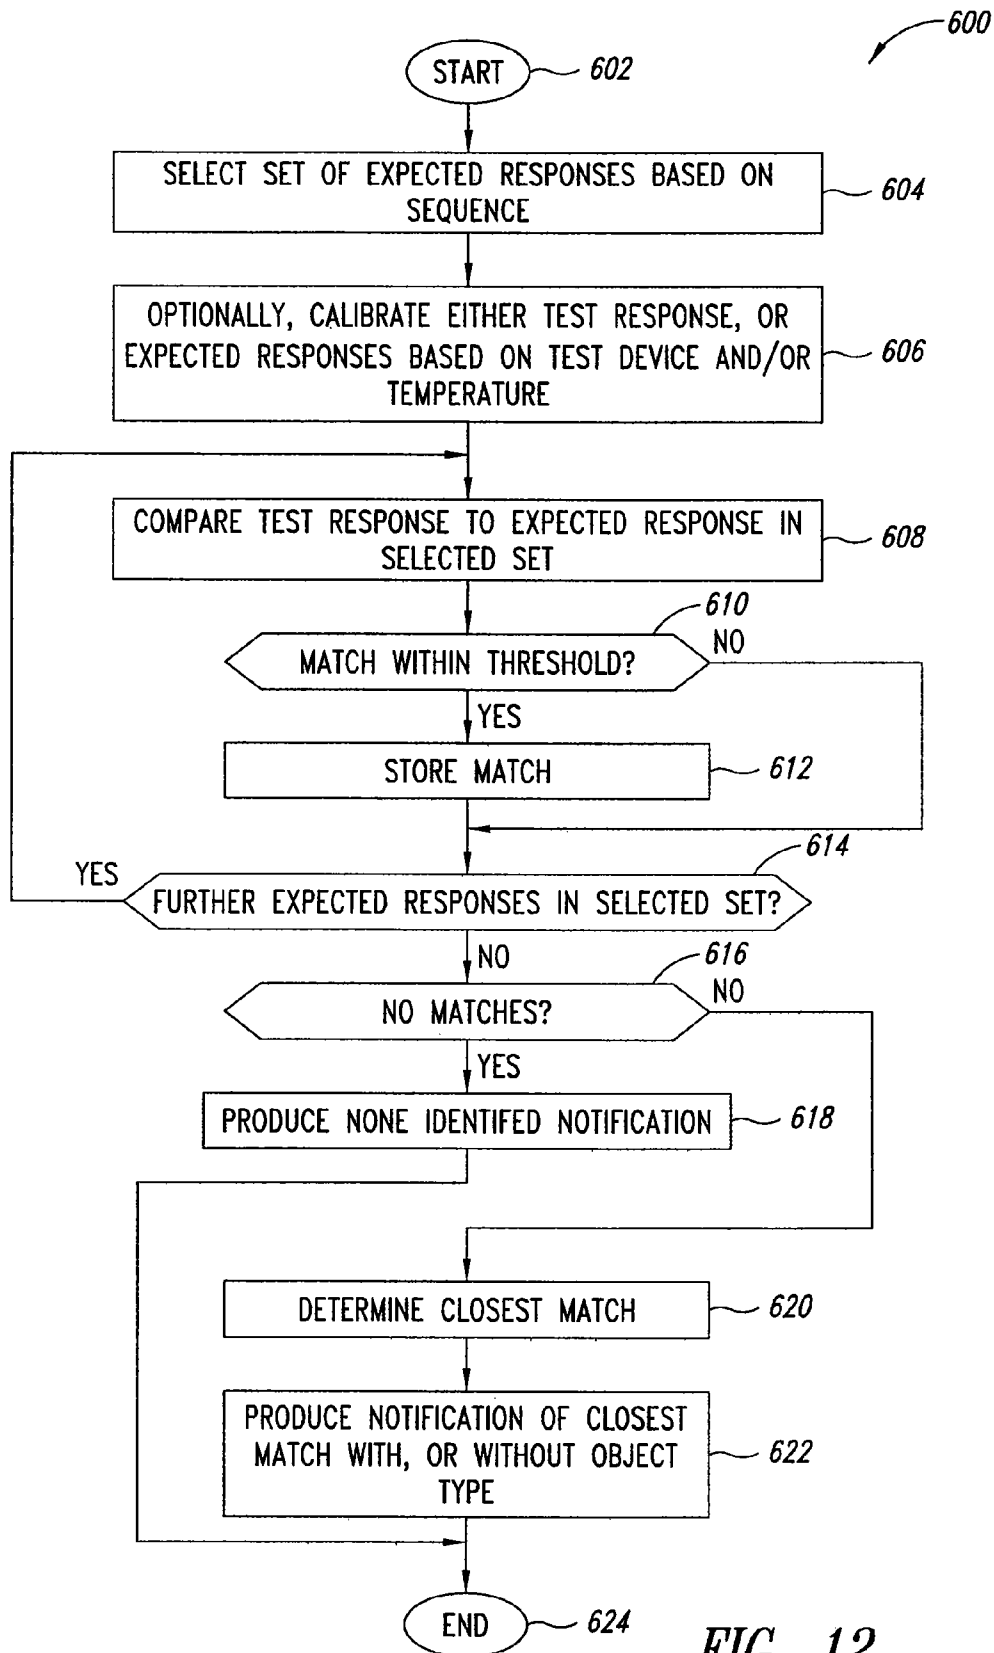 600
START
602
SELECT SET OF EXPECTED RESPONSES BASED ON
SEQUENCE
604
OPTIONALLY, CALIBRATE EITHER TEST RESPONSE, OR
EXPECTED RESPONSES BASED ON TEST DEVICE AND/OR
TEMPERATURE
606
COMPARE TEST RESPONSE TO EXPECTED RESPONSE IN
SELECTED SET
608
610
MATCH WITHIN THRESHOLD?
NO
YES
STORE MATCH
612
614
YES
FURTHER EXPECTED RESPONSES IN SELECTED SET?
NO
616
NO MATCHES?
NO
YES
PRODUCE NONE IDENTIFED NOTIFICATION
618
DETERMINE CLOSEST MATCH
620
PRODUCE NOTIFICATION OF CLOSEST
MATCH WITH, OR WITHOUT OBJECT
TYPE
622
END
624
FIG. 12